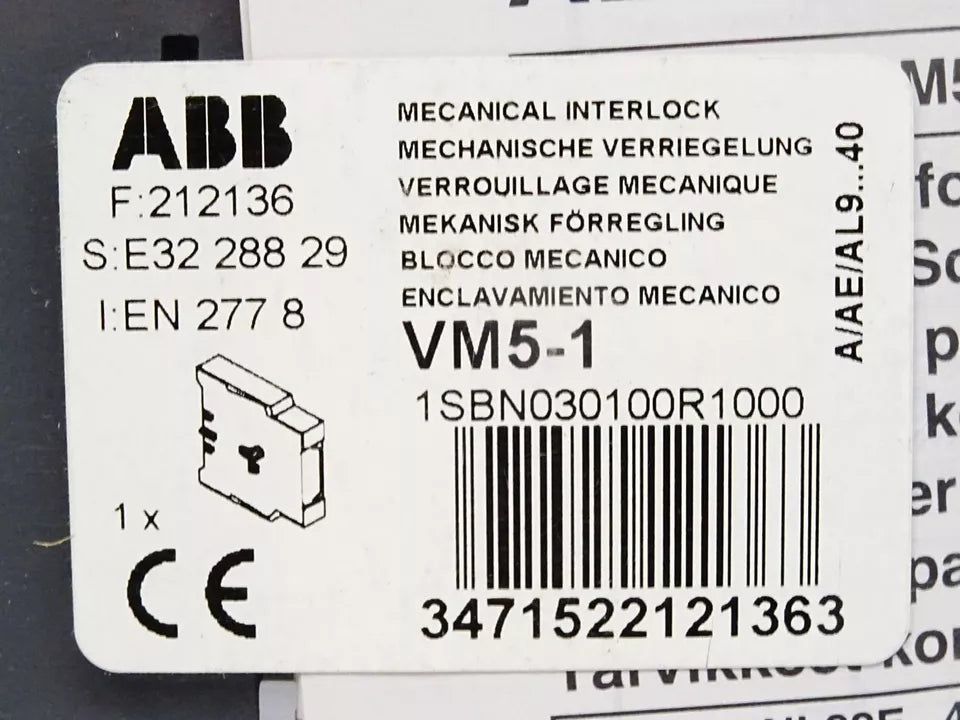 ABB
F:212136
S:E32 288 29
I:EN 277 8
1 x
CE
MECANICAL INTERLOCK
MECHANISCHE VERRIEGELUNG
VERROUILLAGE MECANIQUE
MEKANISK FÖRREGLING
BLOCCO MECANICO
ENCLAVAMIENTO MECANICO
VM5-1
1SBN030100R1000
3471522121363
A/AE/AL9...40